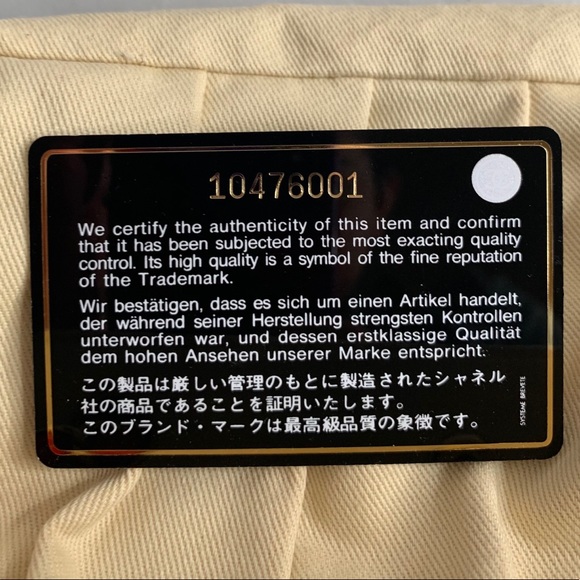 10476001
We certify the authenticity of this item and confirm
that it has been subjected to the most exacting quality
control. Its high quality is a symbol of the fine reputation
of the Trademark.
Wir bestätigen, dass es sich um einen Artikel handelt,
der während seiner Herstellung strengsten Kontrollen
unterworfen war, und dessen erstklassige Qualität
dem hohen Ansehen unserer Marke entspricht.
この製品は厳しい管理のもとに製造されたシャネル
社の商品であることを証明いたします。
このブランド・マークは最高級品質の象徴です。
SYSTEME BREVETE